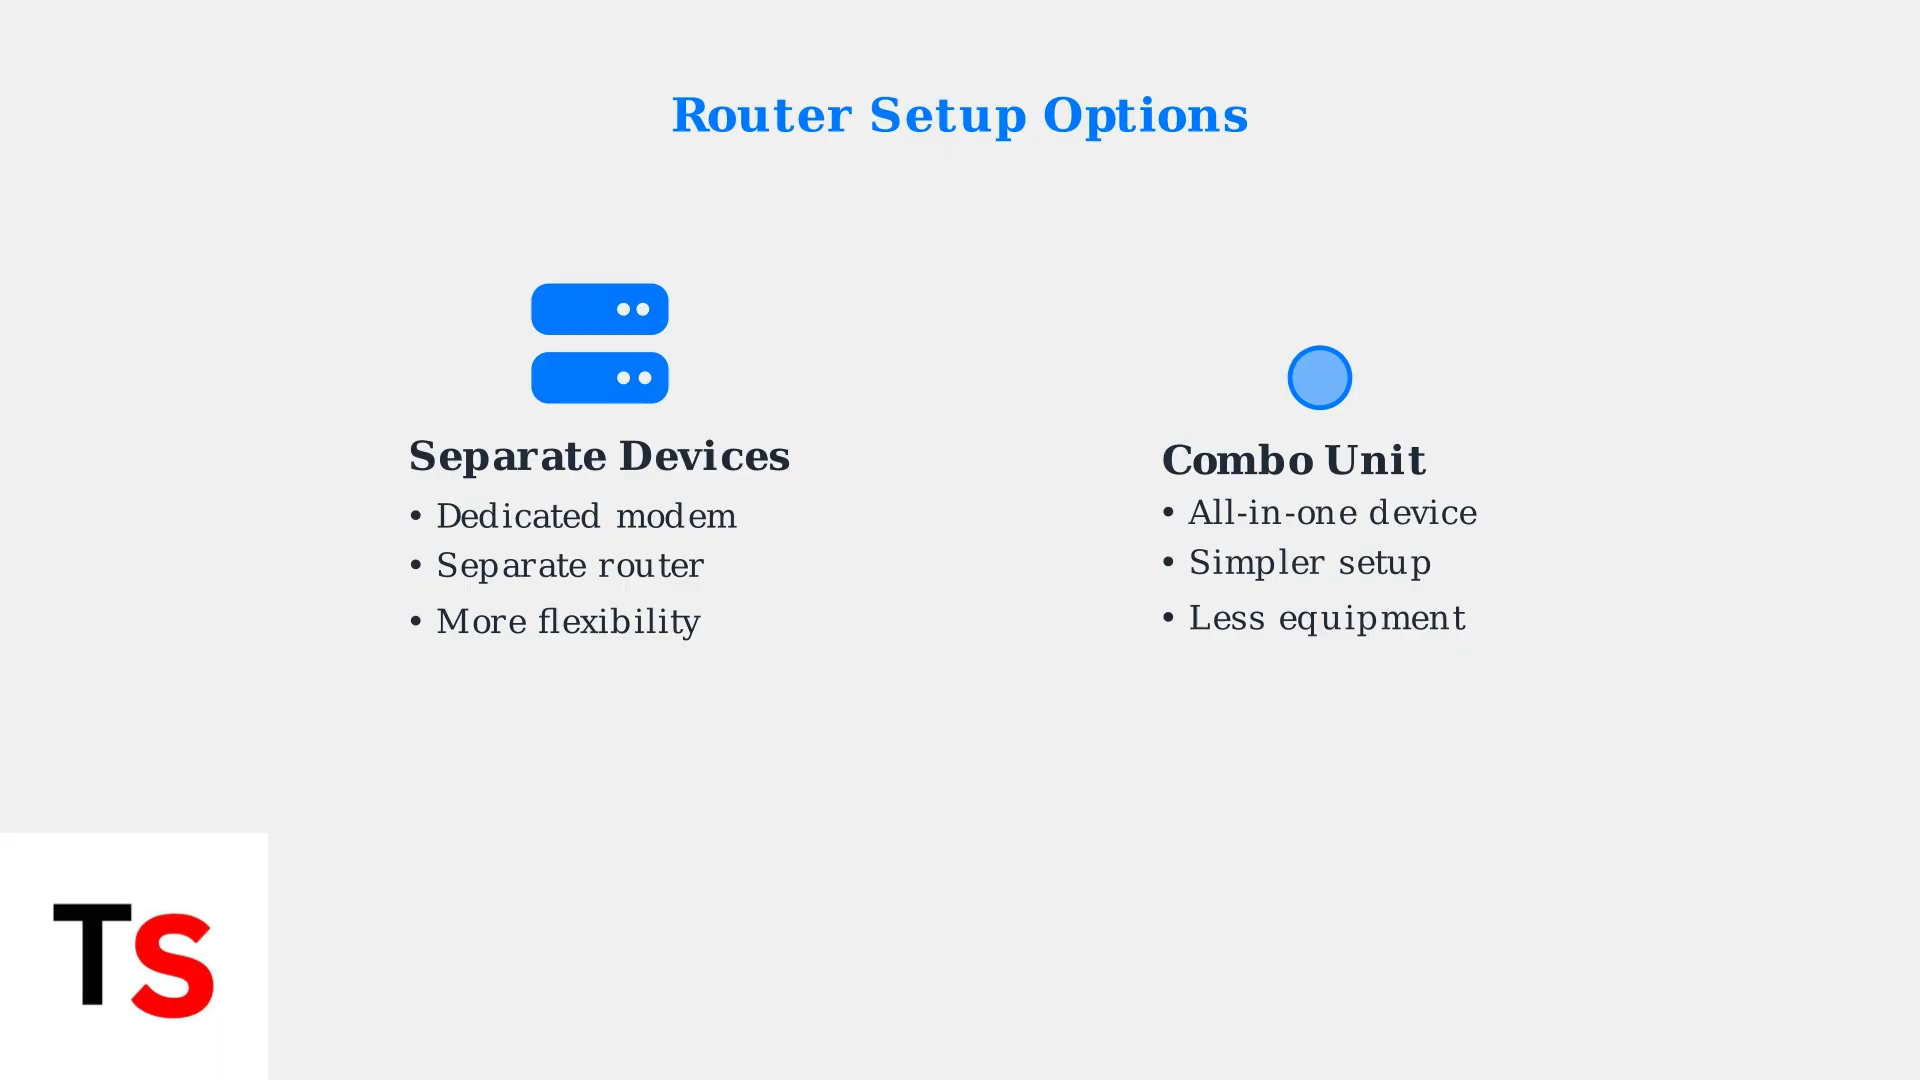 Router Setup Options
Separate Devices
• Dedicated modem
• Separate router
• More flexibility
Combo Unit
• All-in-one device
• Simpler setup
• Less equipment
TS